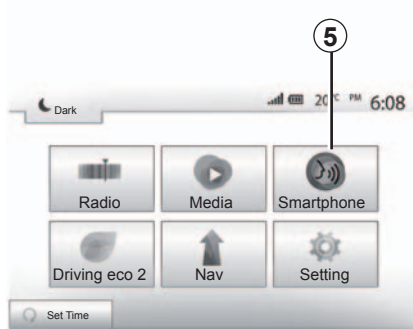 5
Dark 20°C PM 6:08
Radio Media Smartphone
Driving eco 2 Nav Setting
Set Time